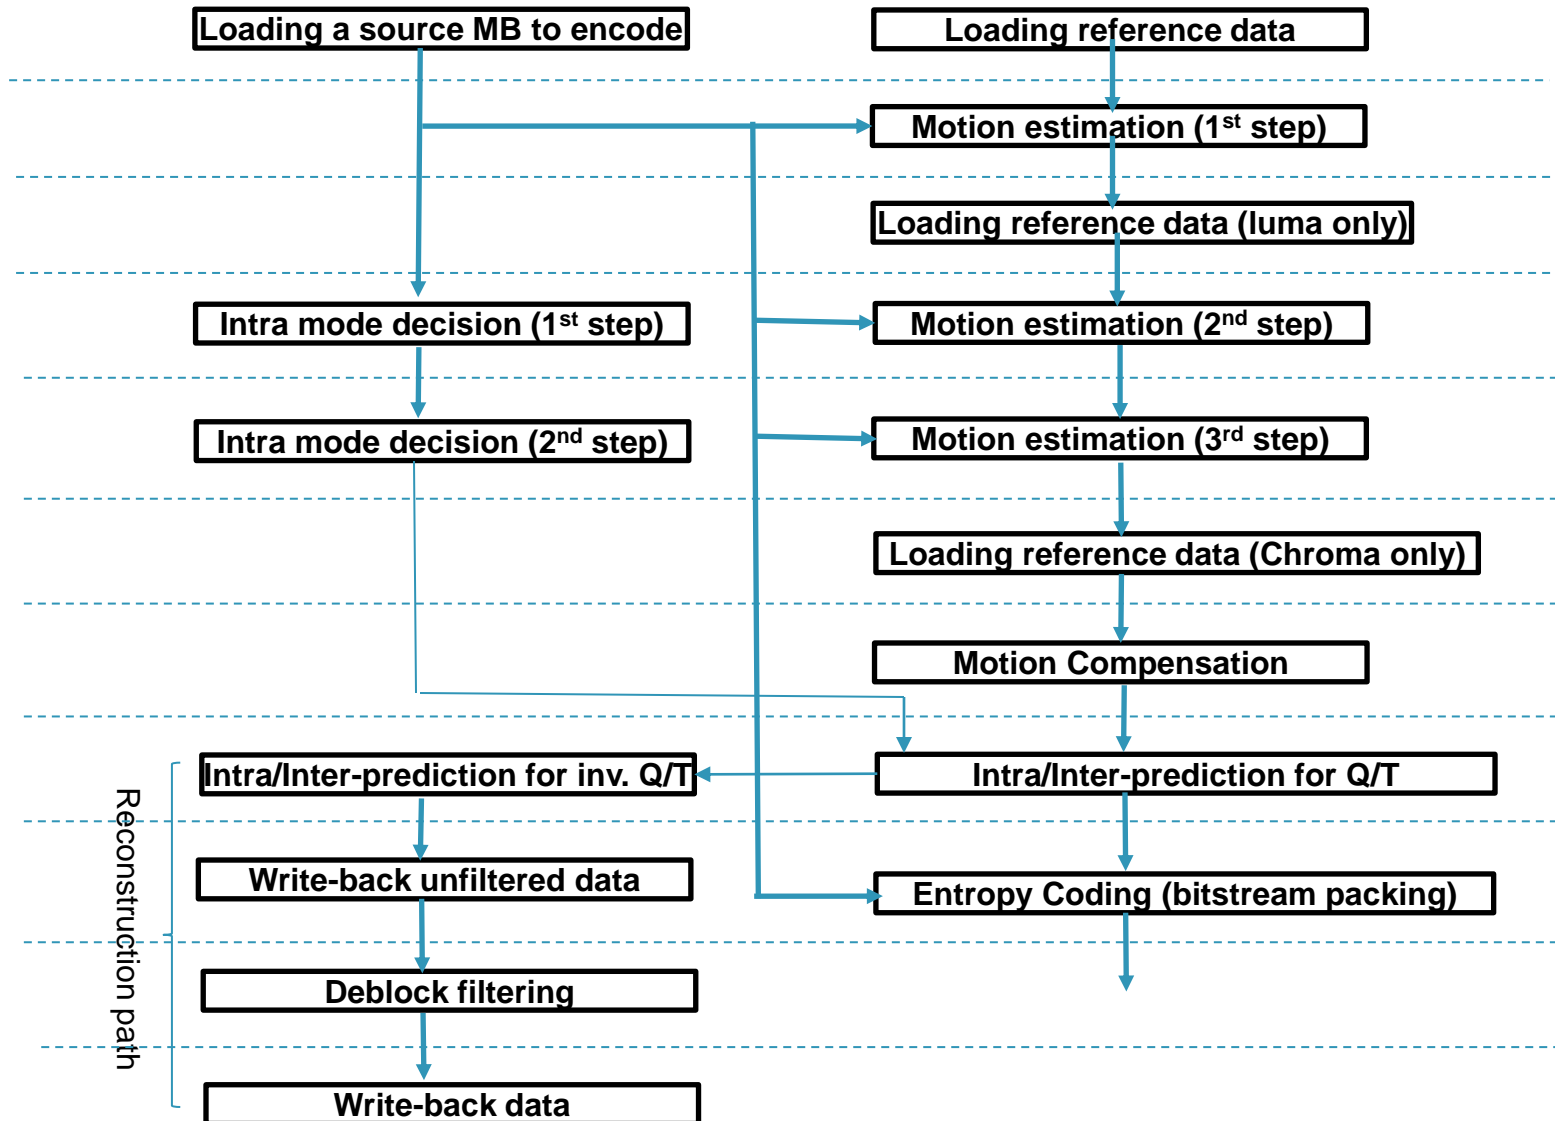 Loading a source MB to encode
Loading reference data
Motion estimation (1st step)
Loading reference data (luma only)
Intra mode decision (1st step)
Motion estimation (2nd step)
Intra mode decision (2nd step)
Motion estimation (3rd step)
Loading reference data (Chroma only)
Motion Compensation
Intra/Inter-prediction for inv. Q/T
Intra/Inter-prediction for Q/T
Reconstruction path
Write-back unfiltered data
Entropy Coding (bitstream packing)
Deblock filtering
Write-back data